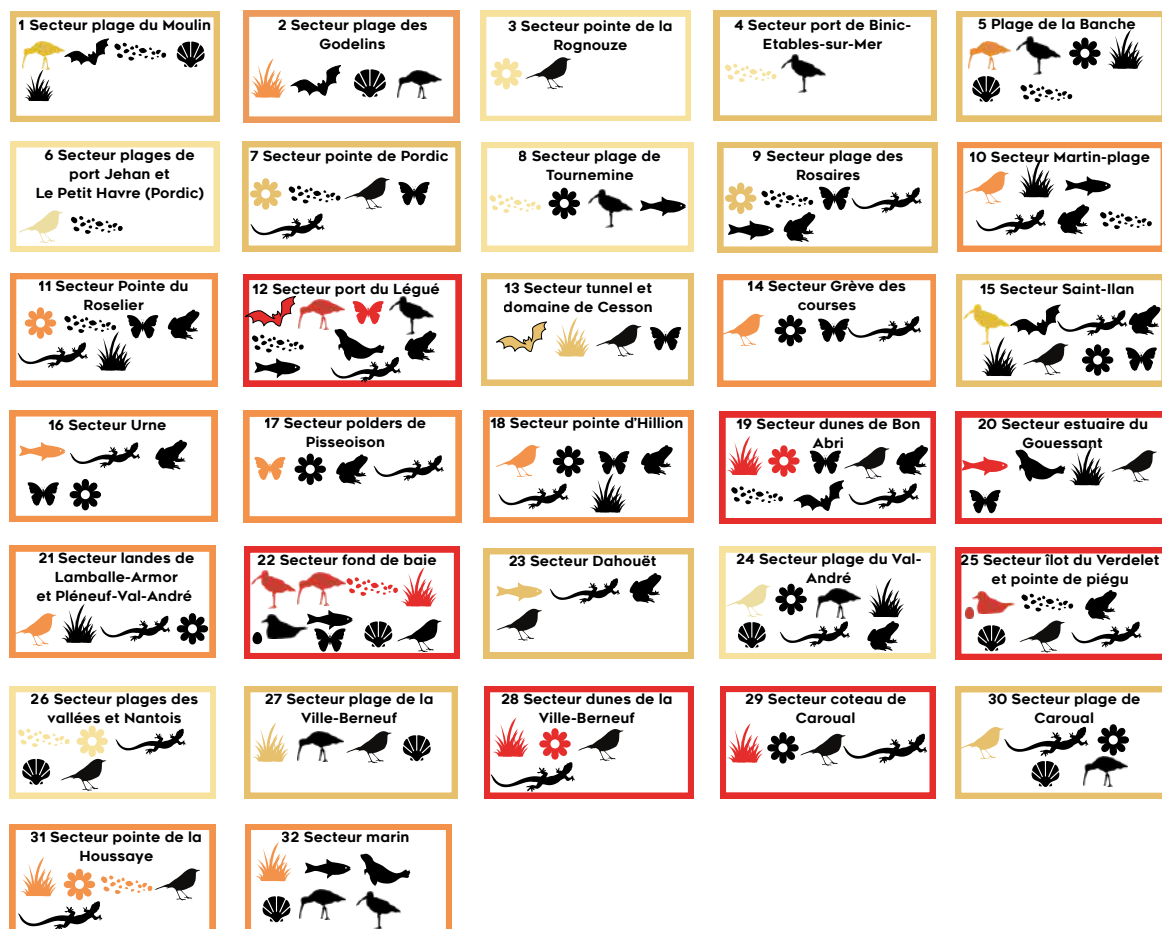 1 Secteur plage du Moulin
2 Secteur plage des
Godelins
3 Secteur pointe de la
Rognouze
4 Secteur port de Binic-
Etables-sur-Mer
5 Plage de la Banche
6 Secteur plages de
port Jehan et
Le Petit Havre (Pordic)
7 Secteur pointe de Pordic
8 Secteur plage de
Tournemine
9 Secteur plage des
Rosaires
10 Secteur Martin-plage
11 Secteur Pointe du
Roselier
12 Secteur port du Légué
13 Secteur tunnel et
domaine de Cesson
14 Secteur Grève des
courses
15 Secteur Saint-Ilan
16 Secteur Urne
17 Secteur polders de
Pisseoison
18 Secteur pointe d'Hillion
19 Secteur dunes de Bon
Abri
20 Secteur estuaire du
Gouessant
21 Secteur landes de
Lamballe-Armor
et Pléneuf-Val-André
22 Secteur fond de baie
23 Secteur Dahouët
24 Secteur plage du Val-
André
25 Secteur îlot du Verdelet
et pointe de piégu
26 Secteur plages des
vallées et Nantois
27 Secteur plage de la
Ville-Berneuf
28 Secteur dunes de la
Ville-Berneuf
29 Secteur coteau de
Caroual
30 Secteur plage de
Caroual
31 Secteur pointe de la
Houssaye
32 Secteur marin